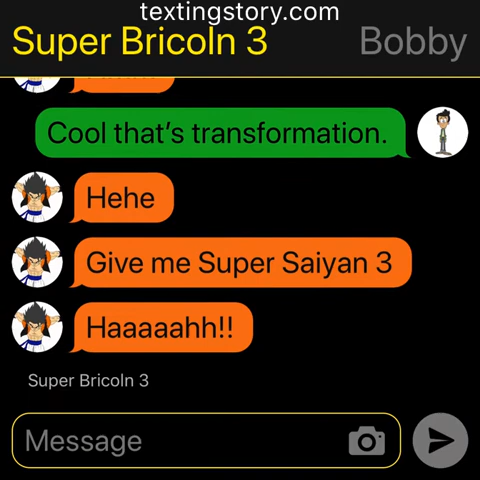 textingstory.com
Super Bricoln 3
Bobby
Cool that's transformation.
Hehe
Give me Super Saiyan 3
Haaaaahh!!
Super Bricoln 3
Message